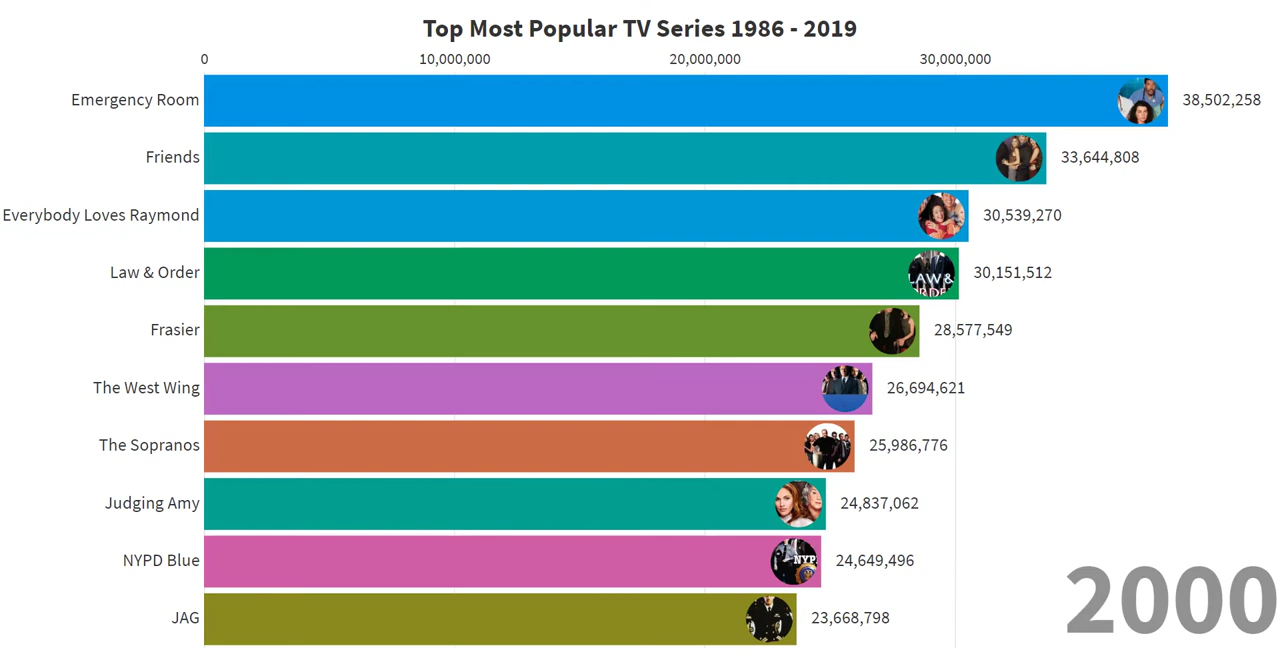 Top Most Popular TV Series 1986 - 2019
0 10,000,000 20,000,000 30,000,000
Emergency Room 38,502,258
Friends 33,644,808
Everybody Loves Raymond 30,539,270
Law & Order LAW & ORDER 30,151,512
Frasier 28,577,549
The West Wing 26,694,621
The Sopranos 25,986,776
Judging Amy 24,837,062
NYPD Blue NYP 24,649,496
JAG 23,668,798
2000